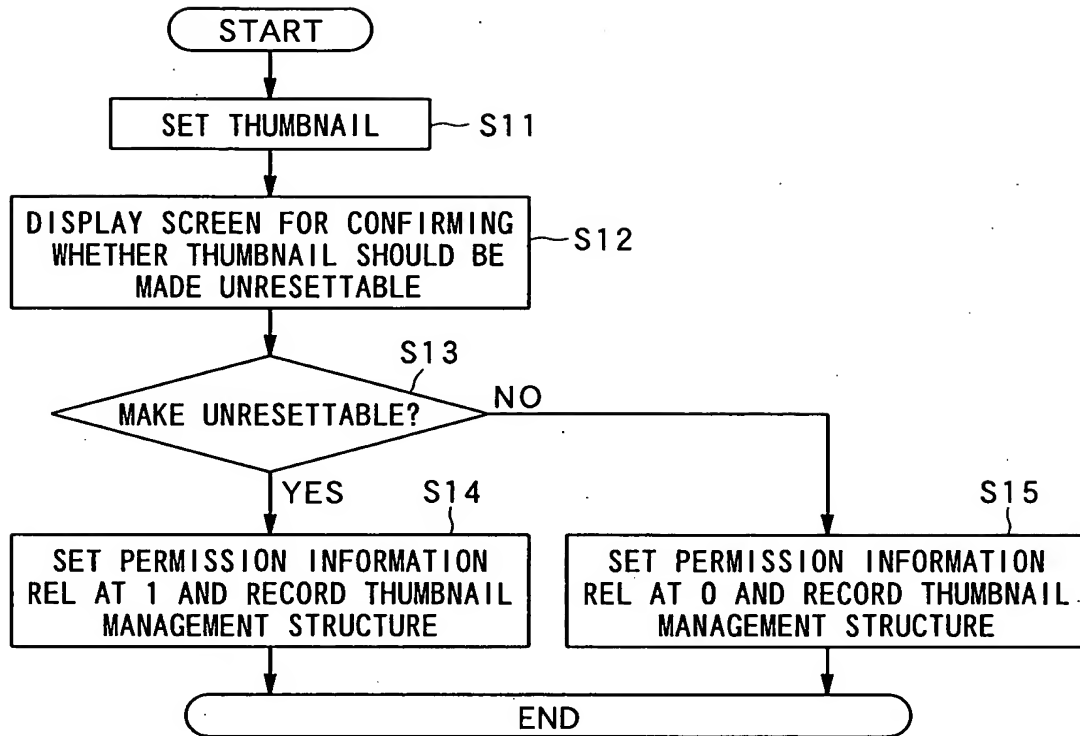 START
SET THUMBNAIL
S11
DISPLAY SCREEN FOR CONFIRMING
WHETHER THUMBNAIL SHOULD BE
MADE UNRESETTABLE
S12
S13
MAKE UNRESETTABLE?
NO
YES
S14
SET PERMISSION INFORMATION
REL AT 1 AND RECORD THUMBNAIL
MANAGEMENT STRUCTURE
S15
SET PERMISSION INFORMATION
REL AT 0 AND RECORD THUMBNAIL
MANAGEMENT STRUCTURE
END